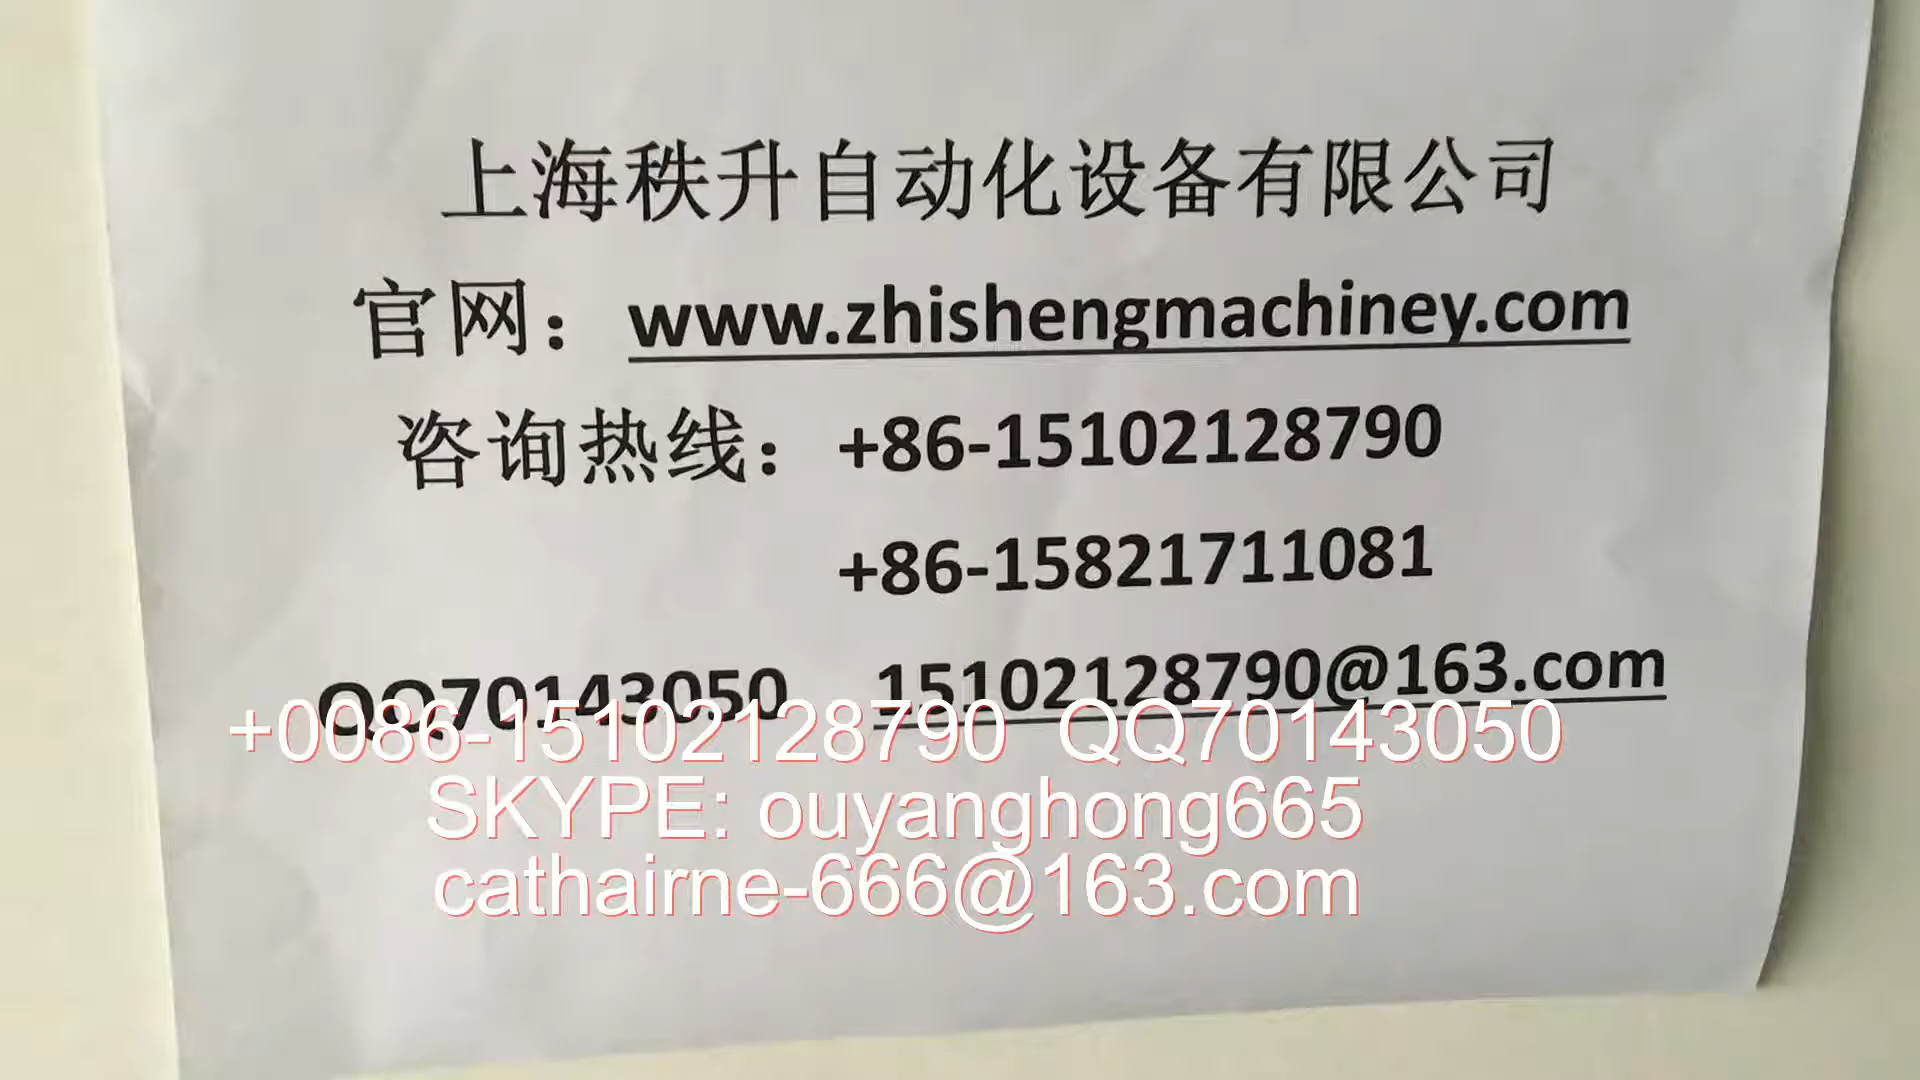 上海秩升自动化设备有限公司
官网：www.zhishengmachiney.com
咨询热线：+86-15102128790
+86-15821711081
QQ70143050 15102128790@163.com
+0086-15102128790 QQ70143050
SKYPE: ouyanghong665
cathairne-666@163.com